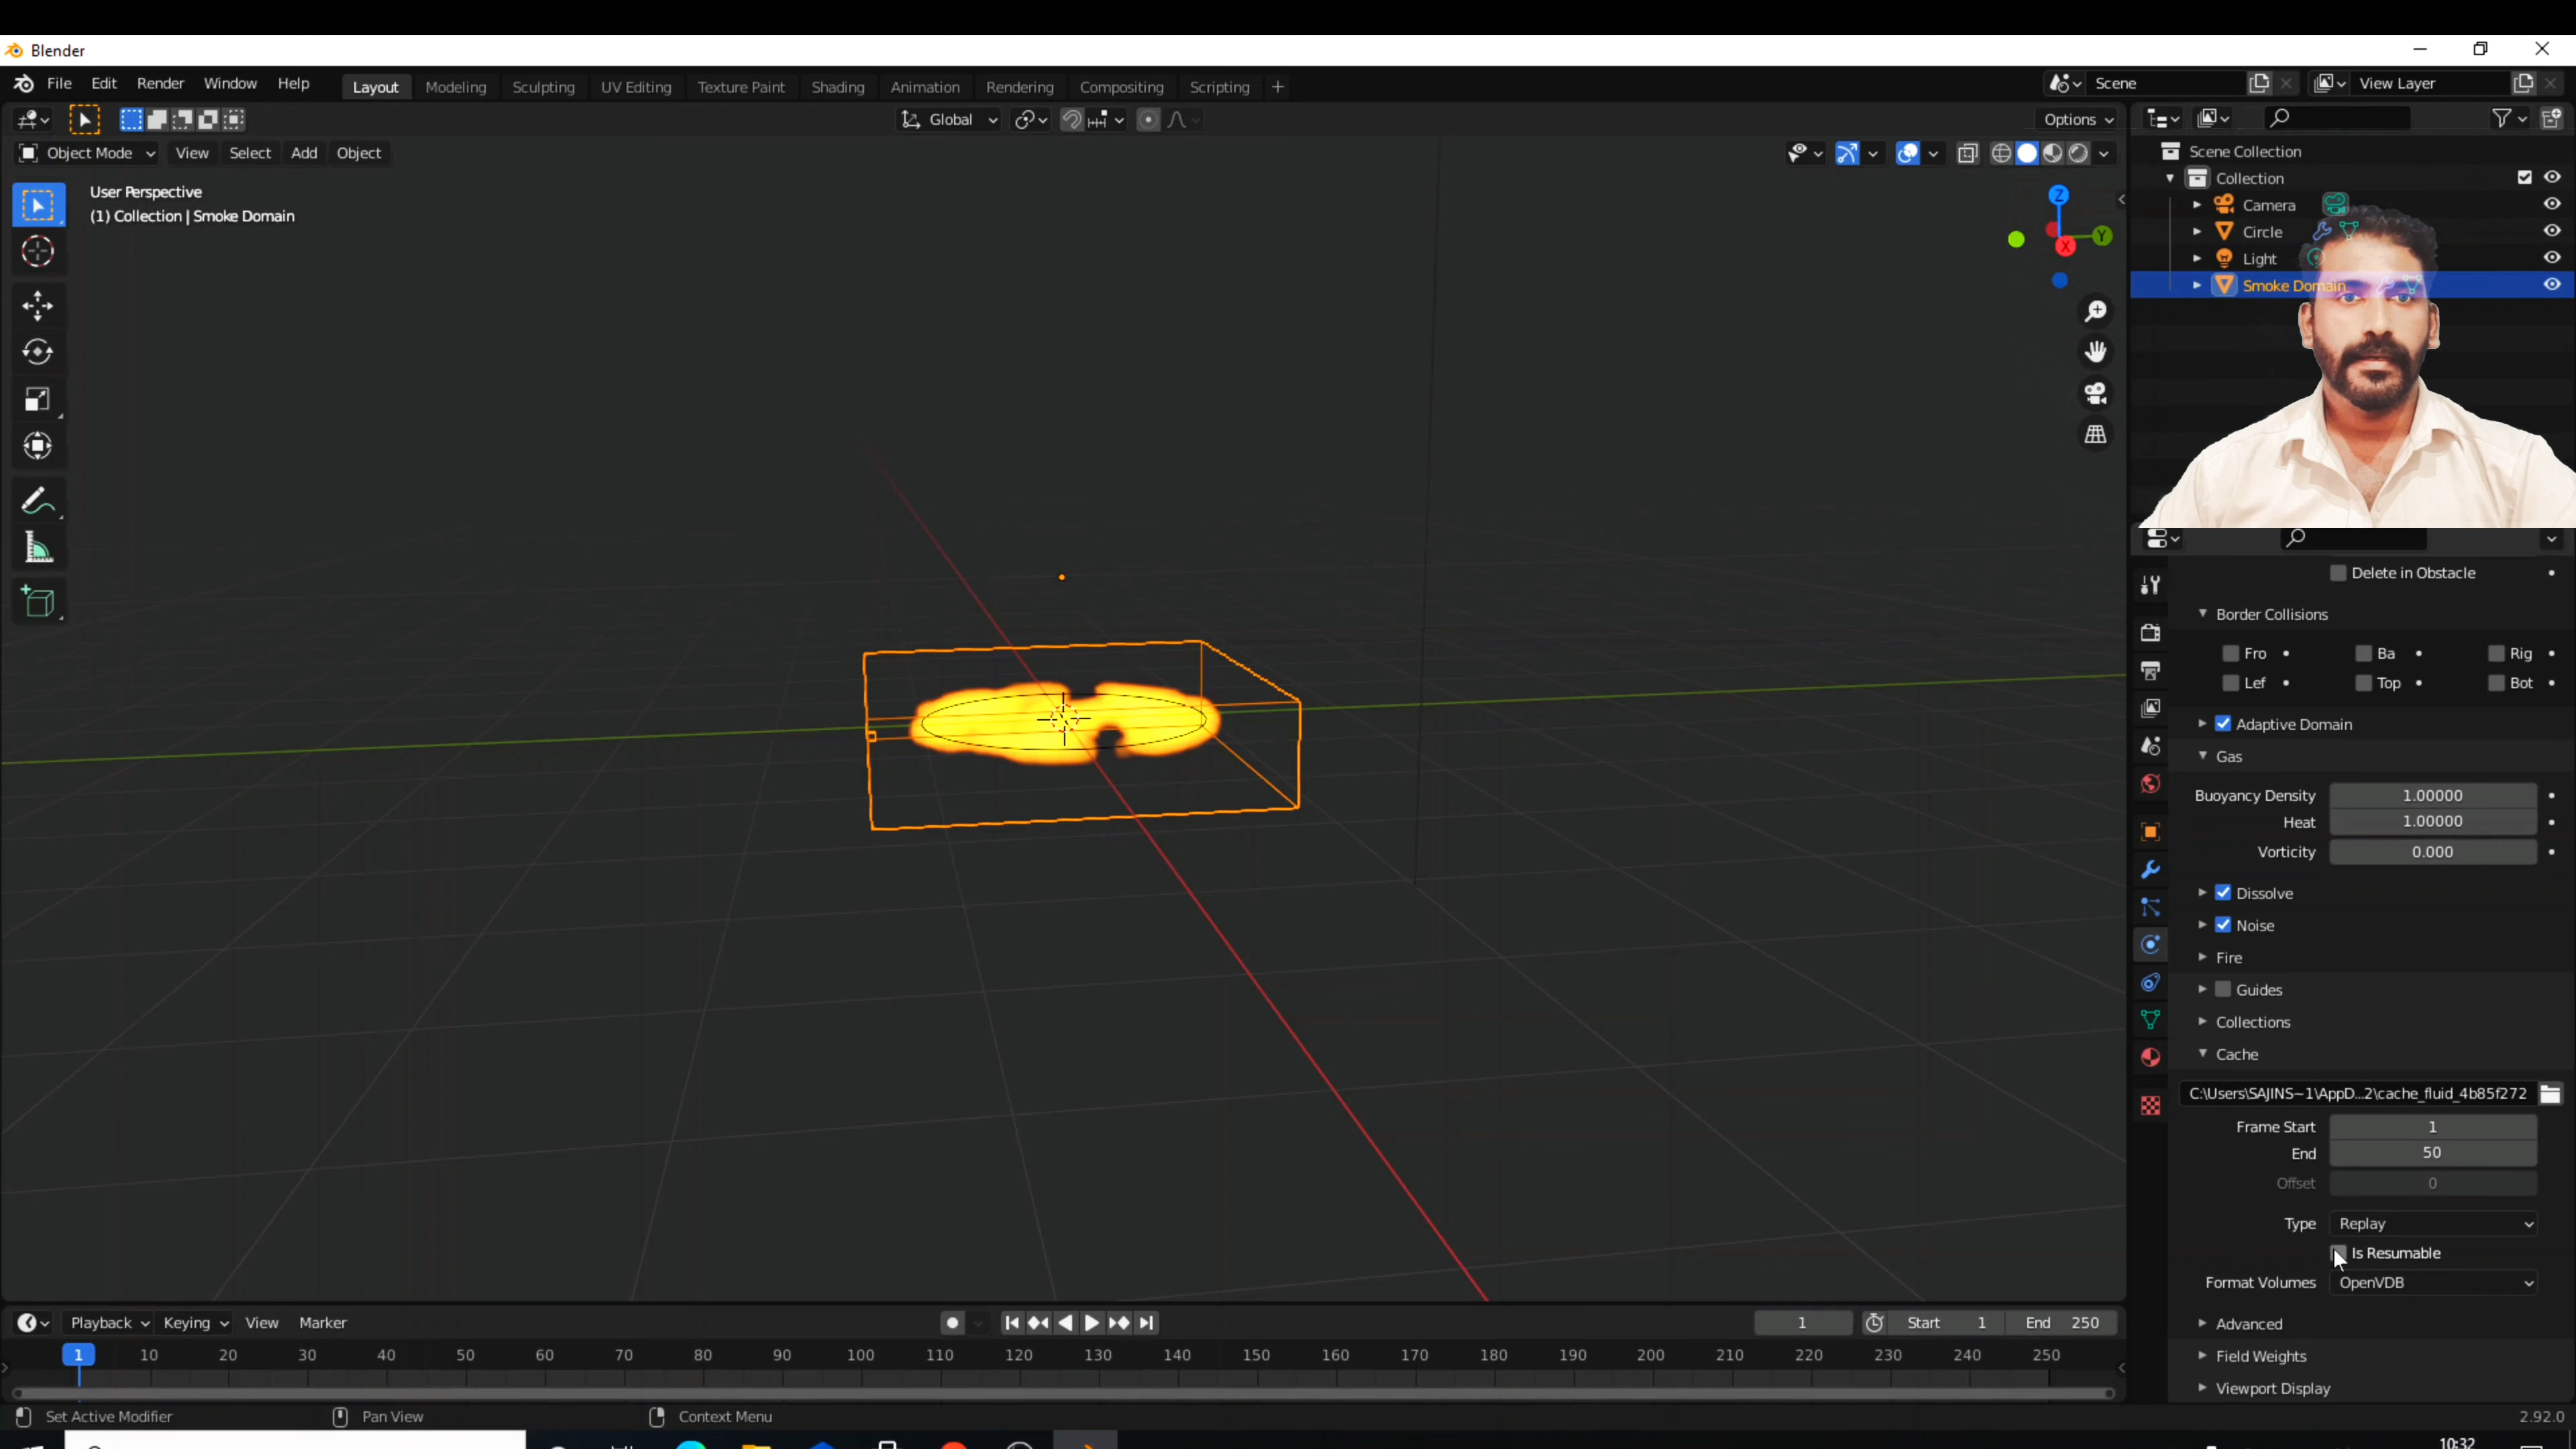 Blender
File Edit Render Window Help Layout Modeling Sculpting UV Editing Texture Paint Shading Animation Rendering Compositing Scripting + Scene View Layer
Global Options
Object Mode View Select Add Object
User Perspective
(1) Collection | Smoke Domain
Z
Y
X
Scene Collection
Collection
Camera
Circle
Light
Smoke Domain
Delete in Obstacle
Border Collisions
Fro Ba Rig
Lef Top Bot
Adaptive Domain
Gas
Buoyancy Density 1.00000
Heat 1.00000
Vorticity 0.000
Dissolve
Noise
Fire
Guides
Collections
Cache
C:\Users\SAJINS~1\AppD...2\cache_fluid_4b85f272
Frame Start 1
End 50
Offset 0
Type Replay
Is Resumable
Format Volumes OpenVDB
Advanced
Field Weights
Viewport Display
Playback Keying View Marker 1 Start 1 End 250
1 10 20 30 40 50 60 70 80 90 100 110 120 130 140 150 160 170 180 190 200 210 220 230 240 250
Set Active Modifier Pan View Context Menu 2.92.0
10:32